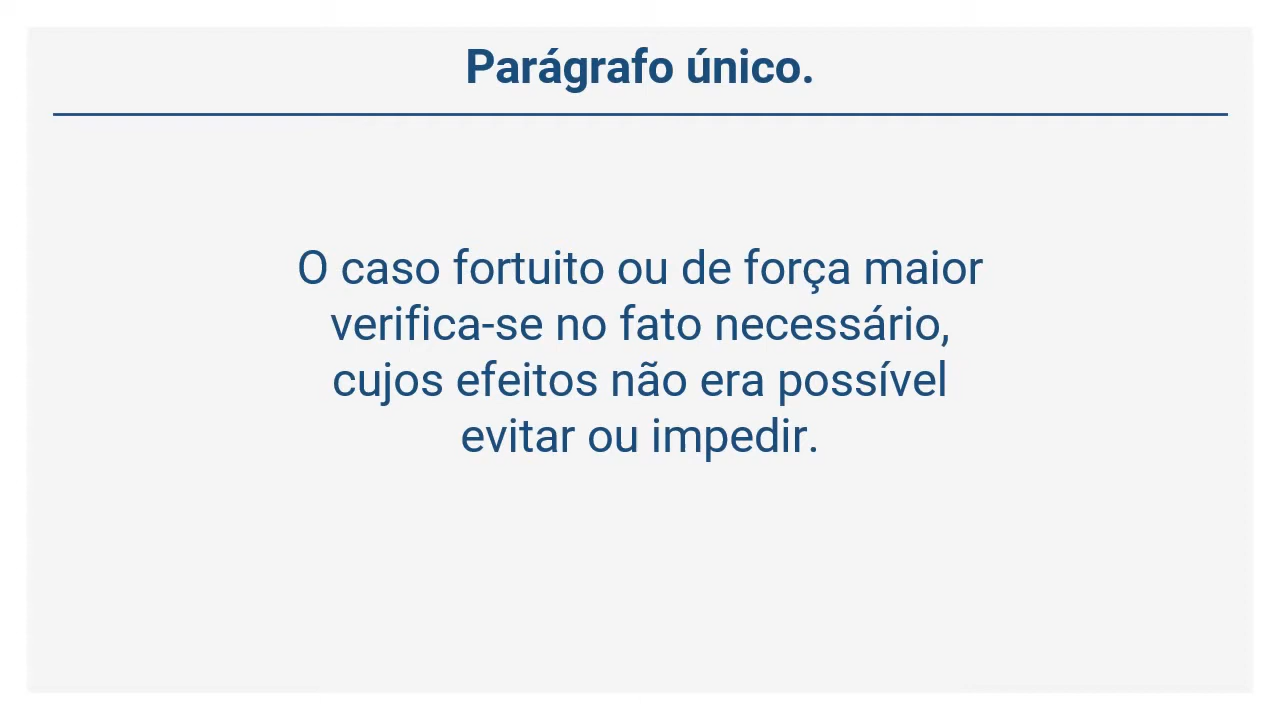 Parágrafo único.
O caso fortuito ou de força maior
verifica-se no fato necessário,
cujos efeitos não era possível
evitar ou impedir.